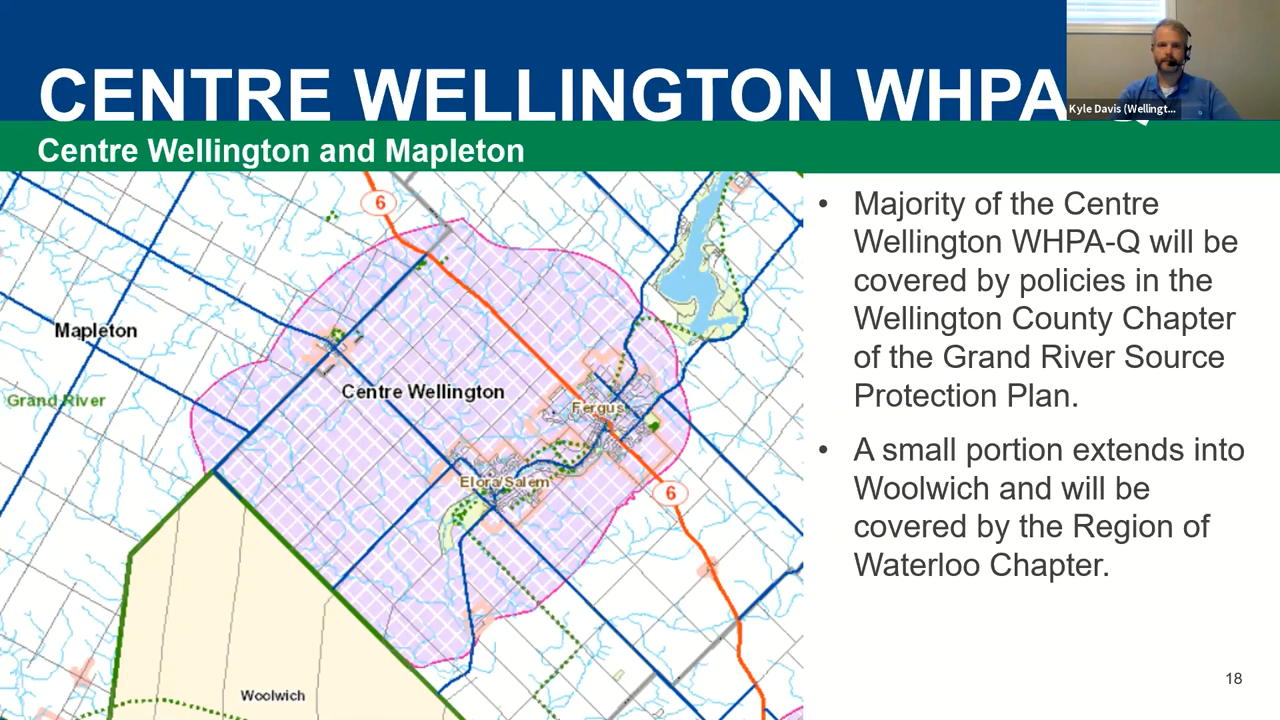 CENTRE WELLINGTON WHPA
Kyle Davis (Wellingt...
Centre Wellington and Mapleton
6
Mapleton
Grand River
Centre Wellington
Fergus
Elora/Salem
6
Woolwich
• Majority of the Centre
Wellington WHPA-Q will be
covered by policies in the
Wellington County Chapter
of the Grand River Source
Protection Plan.
• A small portion extends into
Woolwich and will be
covered by the Region of
Waterloo Chapter.
18